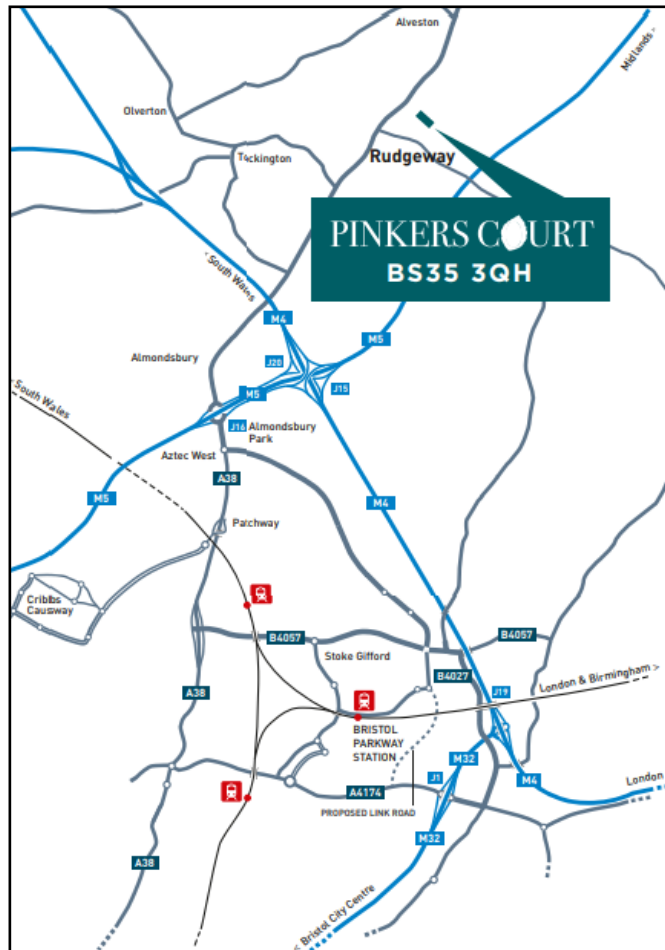 Alveston
Midlands >
Olverton
Tockington
Rudgeway
PINKERS COURT
BS35 3QH
< South Wales
M4
M5
Almondsbury
J20
J15
M5
< South Wales
J16
Almondsbury
Park
Aztec West
A38
M5
M4
Patchway
Cribbs
Causway
B4057
B4057
Stoke Gifford
B4027
London & Birmingham >
A38
J19
BRISTOL
PARKWAY
STATION
M32
J1
M4
London
A4174
PROPOSED LINK ROAD
M32
A38
< Bristol City Centre